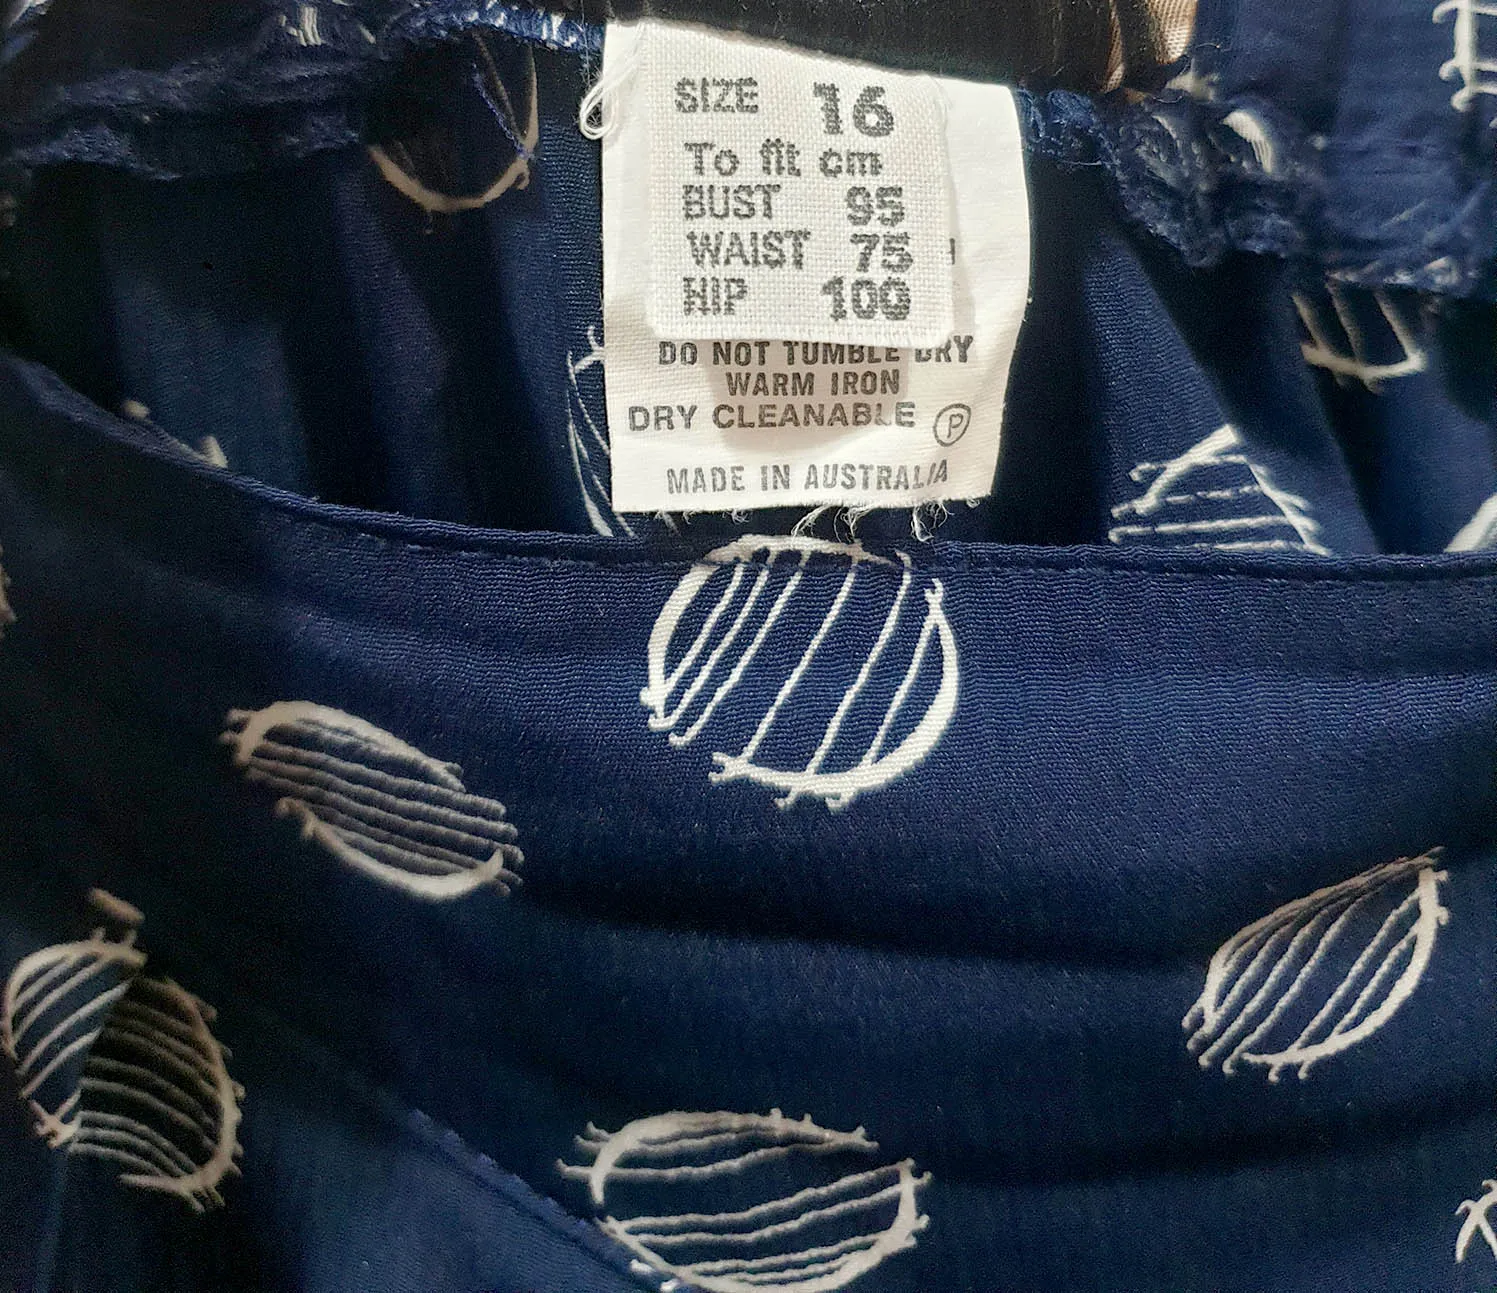 SIZE 16
To fit cm
BUST 95
WAIST 75
HIP 100
DO NOT TUMBLE DRY
WARM IRON
DRY CLEANABLE P
MADE IN AUSTRALIA